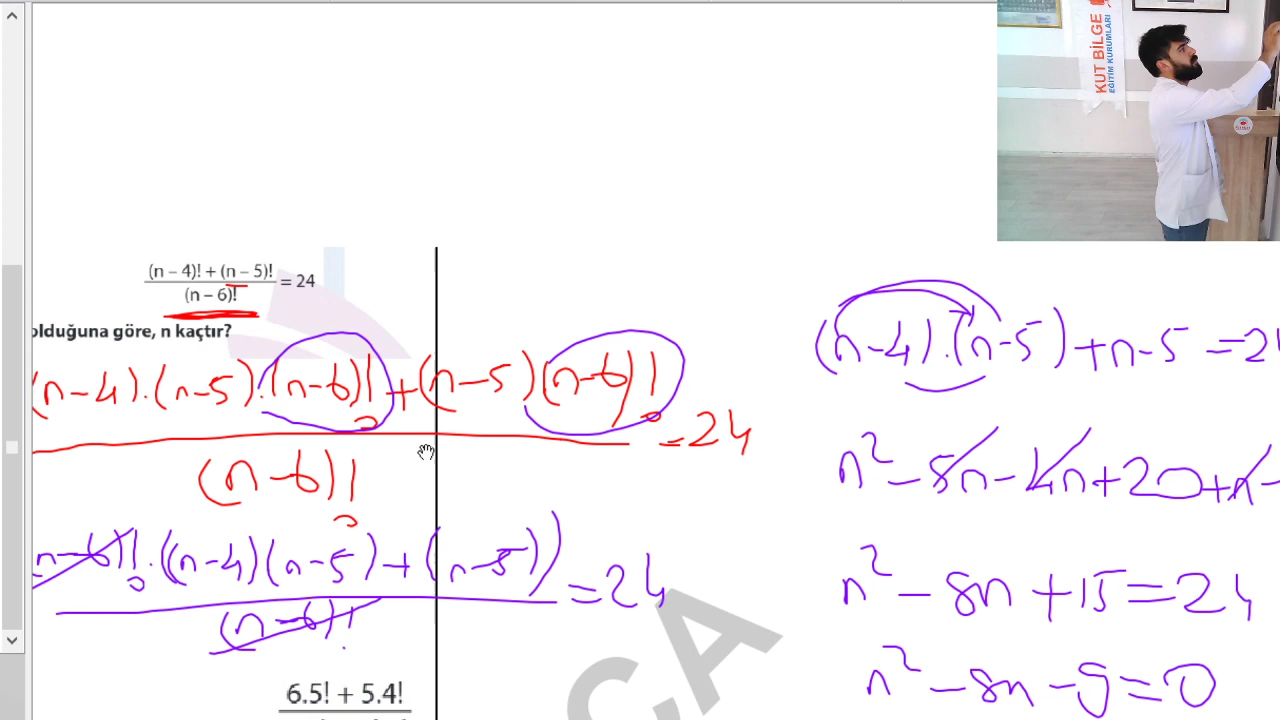 KUT BİLGE
EĞİTİM KURUMLARI
(n – 4)! + (n – 5)!
(n – 6)!
= 24
olduğuna göre, n kaçtır?
(n-4).(n-5).(n-6)! + (n-5)(n-6)!
(n-6)!
= 24
(n-6)!.((n-4)(n-5)+(n-5))
(n-6)!
= 24
6.5! + 5.4!
(n-4).(n-5)+n-5 = 24
n² - 5n - 4n + 20 + n -
n² - 8n + 15 = 24
n² - 8n - 9 = 0
CA